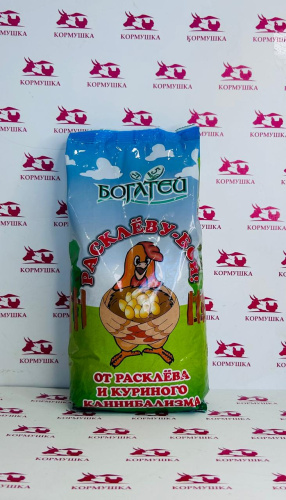 КОРМУШКА
БОГАТЕЙ
РАСКЛЁВУ-БОЙ
ОТ РАСКЛЁВА
И КУРИНОГО
КАННИБАЛИЗМА